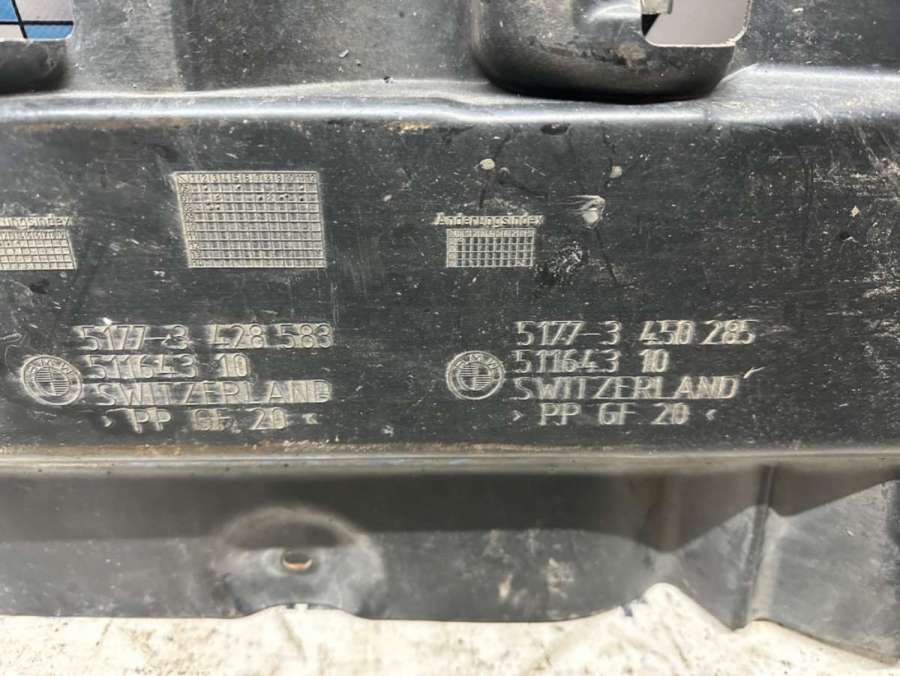 Änderungsindex
5177-3 428 583
511643 10
SWITZERLAND
> PP GF 20 <
5177-3 450 285
511643 10
SWITZERLAND
> PP GF 20 <